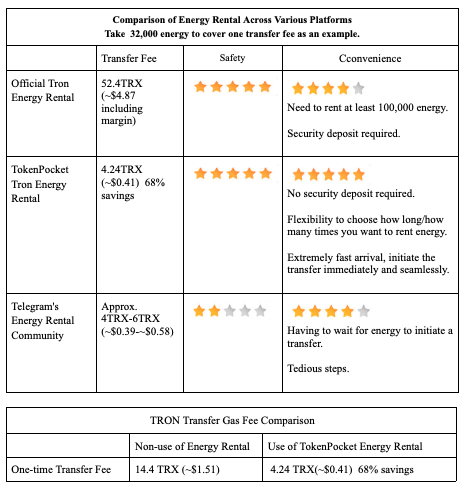 Comparison of Energy Rental Across Various Platforms
Take 32,000 energy to cover one transfer fee as an example.
Transfer Fee
Safety
Cconvenience
Official Tron
Energy Rental
52.4TRX
(~$4.87
including
margin)
Need to rent at least 100,000 energy.
Security deposit required.
TokenPocket
Tron Energy
Rental
4.24TRX
(~$0.41) 68%
savings
No security deposit required.
Flexibility to choose how long/how
many times you want to rent energy.
Extremely fast arrival, initiate the
transfer immediately and seamlessly.
Telegram's
Energy Rental
Community
Approx.
4TRX-6TRX
(~$0.39-~$0.58)
Having to wait for energy to initiate a
transfer.
Tedious steps.
TRON Transfer Gas Fee Comparison
Non-use of Energy Rental
Use of TokenPocket Energy Rental
One-time Transfer Fee
14.4 TRX (~$1.51)
4.24 TRX(~$0.41) 68% savings